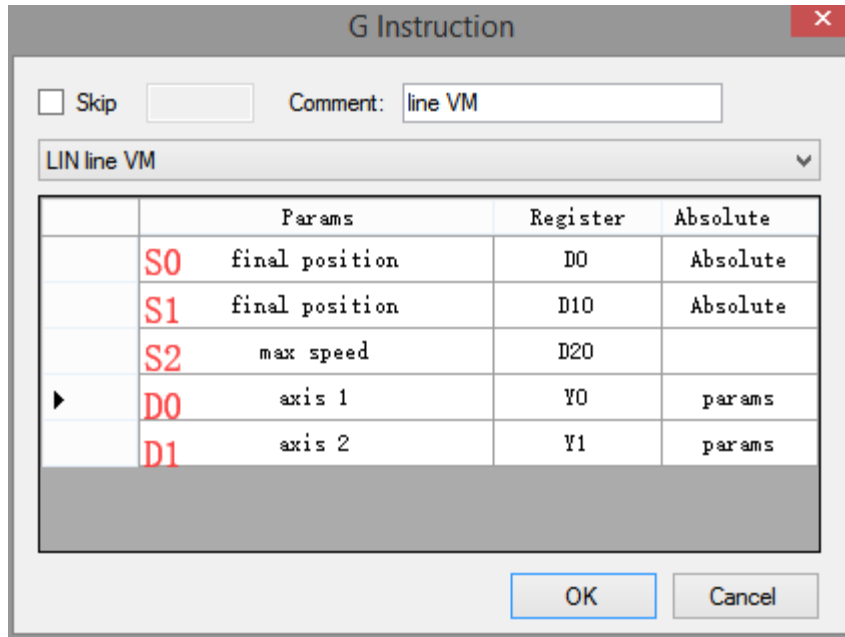 G Instruction
Skip Comment: line VM
LIN line VM
Params Register Absolute
S0 final position D0 Absolute
S1 final position D10 Absolute
S2 max speed D20
D0 axis 1 Y0 params
D1 axis 2 Y1 params
OK Cancel